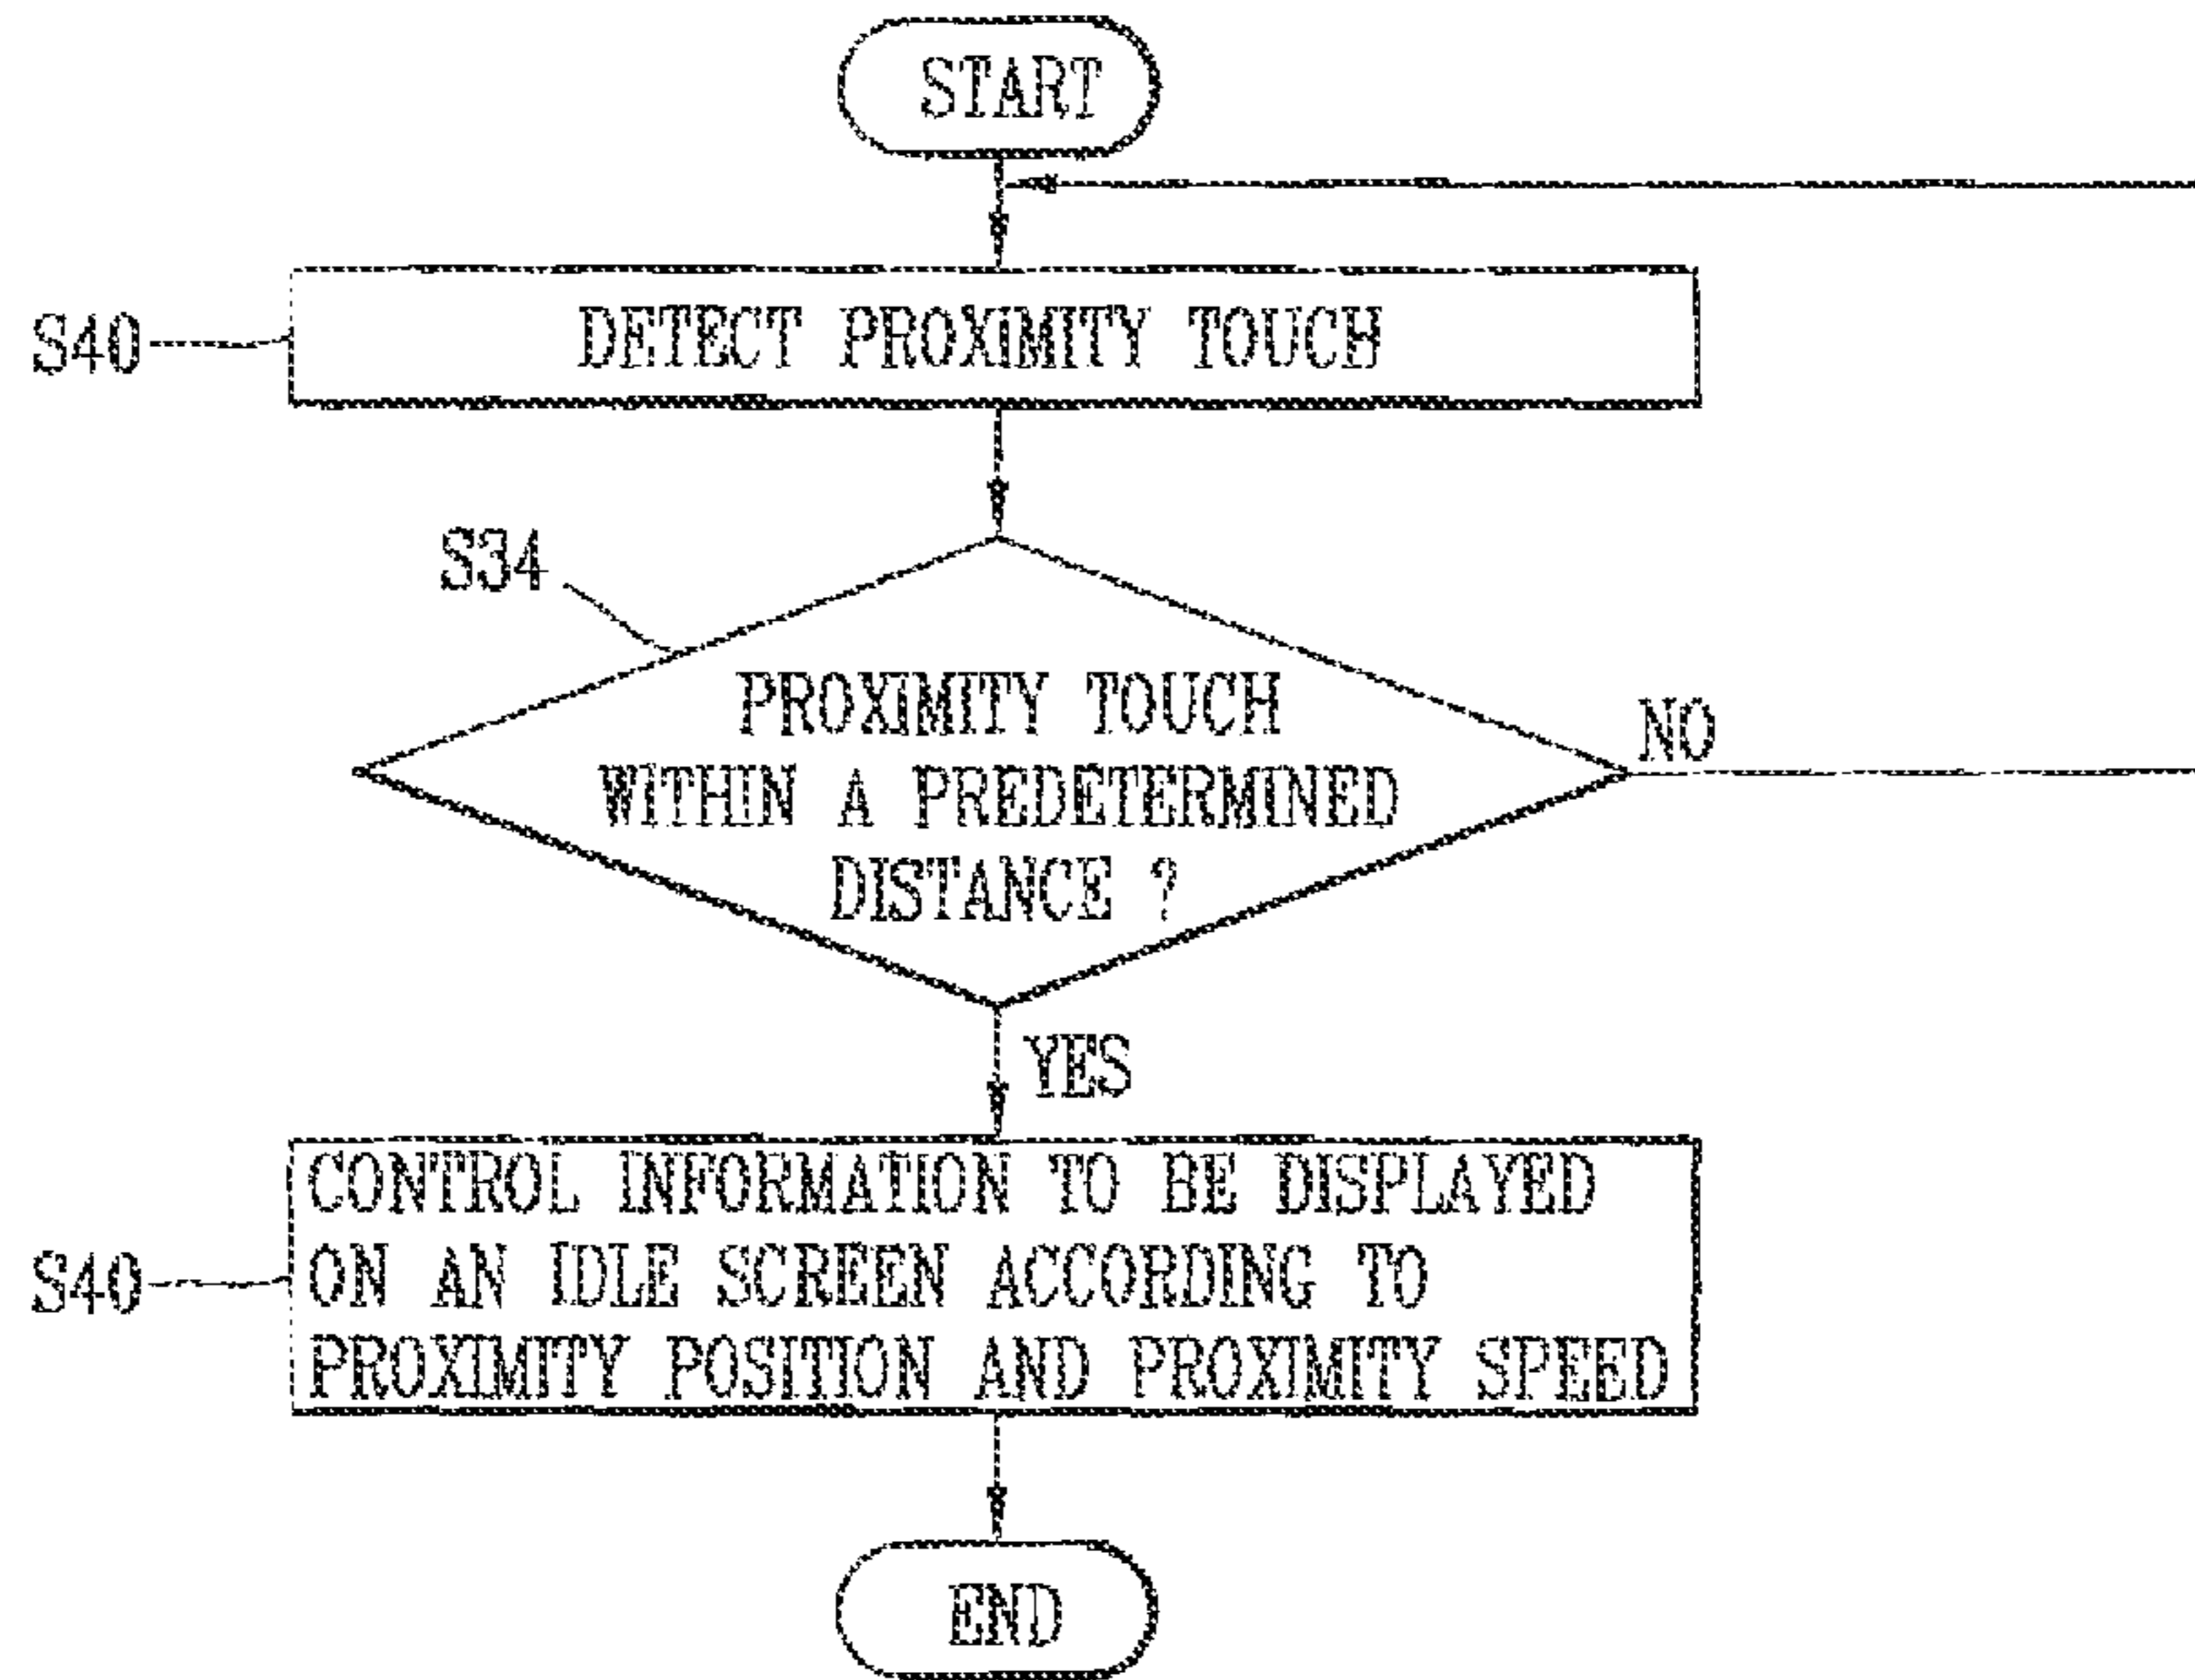 START
S40
DETECT PROXIMITY TOUCH
S34
PROXIMITY TOUCH
WITHIN A PREDETERMINED
DISTANCE ?
NO
YES
S40
CONTROL INFORMATION TO BE DISPLAYED
ON AN IDLE SCREEN ACCORDING TO
PROXIMITY POSITION AND PROXIMITY SPEED
END